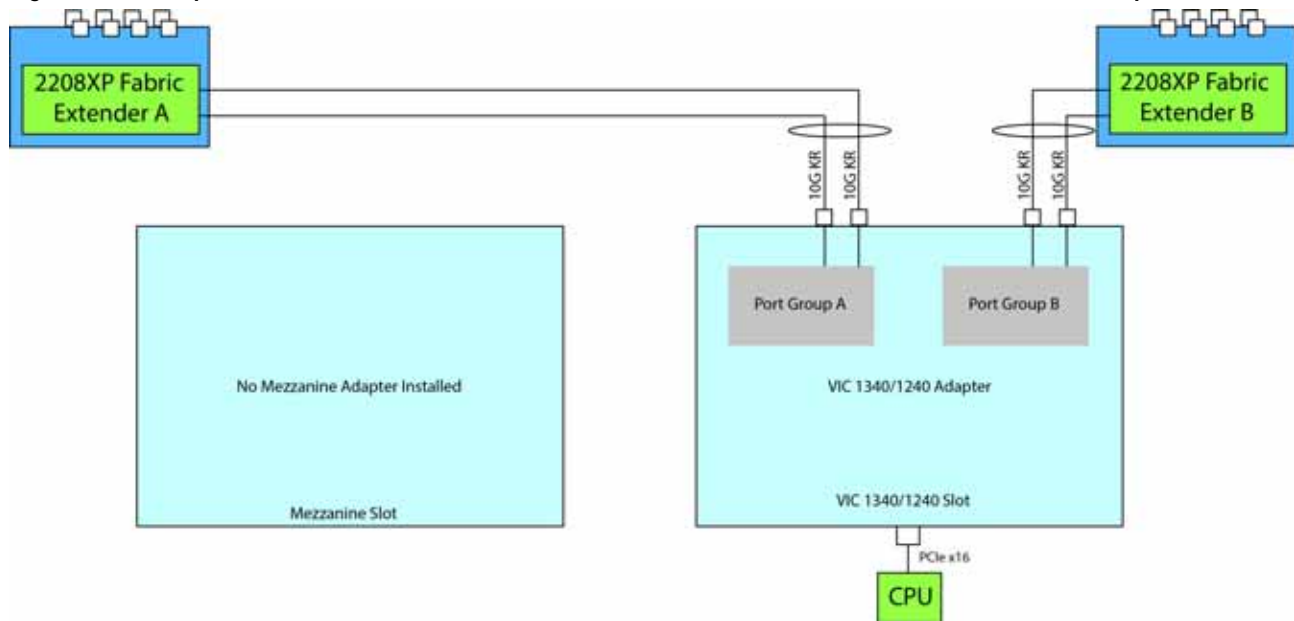 2208XP Fabric
Extender A
2208XP Fabric
Extender B
10G KR
10G KR
10G KR
10G KR
Port Group A
Port Group B
No Mezzanine Adapter Installed
VIC 1340/1240 Adapter
Mezzanine Slot
VIC 1340/1240 Slot
PCIe x16
CPU